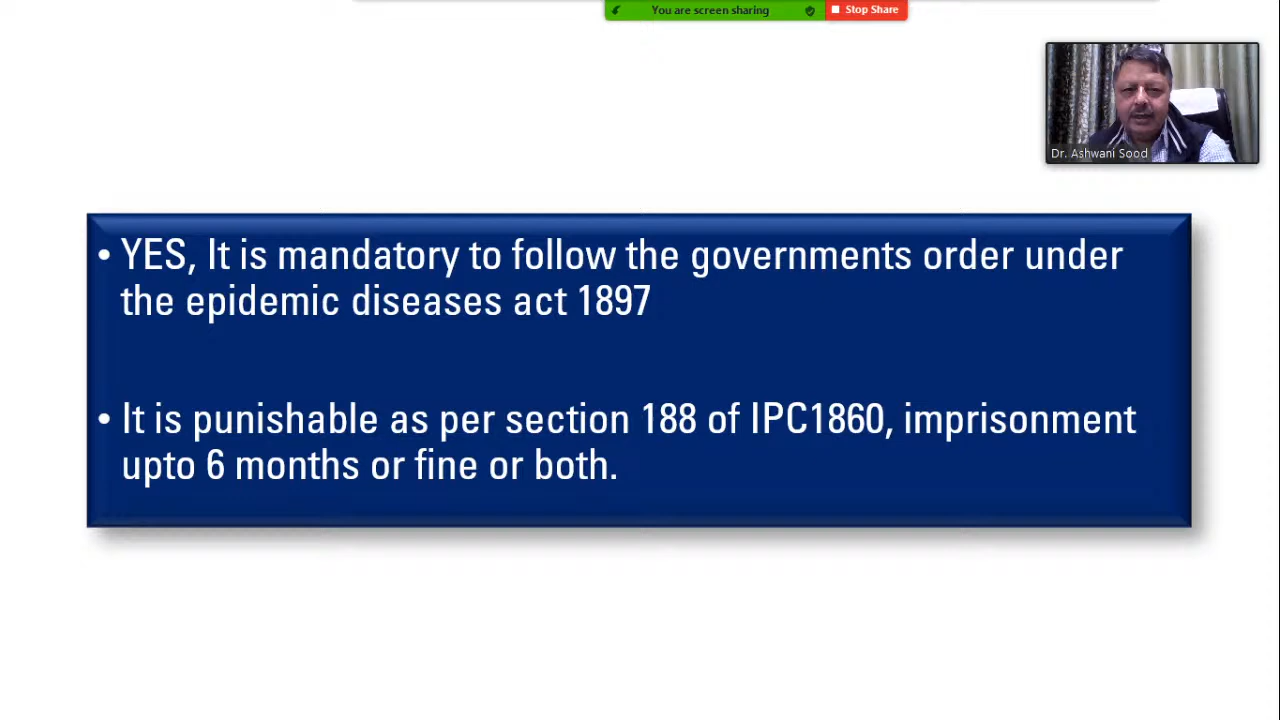 You are screen sharing
Stop Share
Dr. Ashwani Sood
• YES, It is mandatory to follow the governments order under
the epidemic diseases act 1897
• It is punishable as per section 188 of IPC1860, imprisonment
upto 6 months or fine or both.